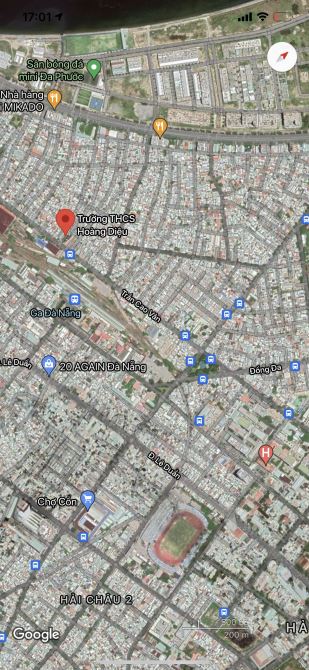 17:01
Sân bóng đá
mini Đa Phước
Nhà hàng
MIKADO
Trường THCS
Hoàng Diệu
Trần Cao Vân
Ga Đà Nẵng
Lê Duẩn
2O AGAIN Đà Nẵng
Đống Đa
Đ. Lê Duẩn
Chợ Cồn
HẢI CHÂU 2
H
Google
500 ft
200 m